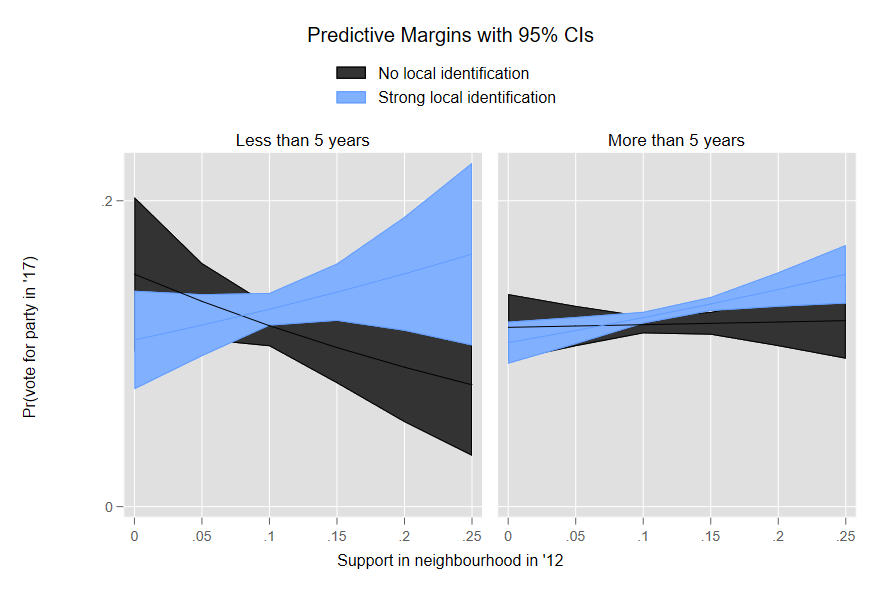 Predictive Margins with 95% CIs
No local identification
Strong local identification
Less than 5 years
More than 5 years
.2
0
Pr(vote for party in '17)
0 .05 .1 .15 .2 .25
0 .05 .1 .15 .2 .25
Support in neighbourhood in '12